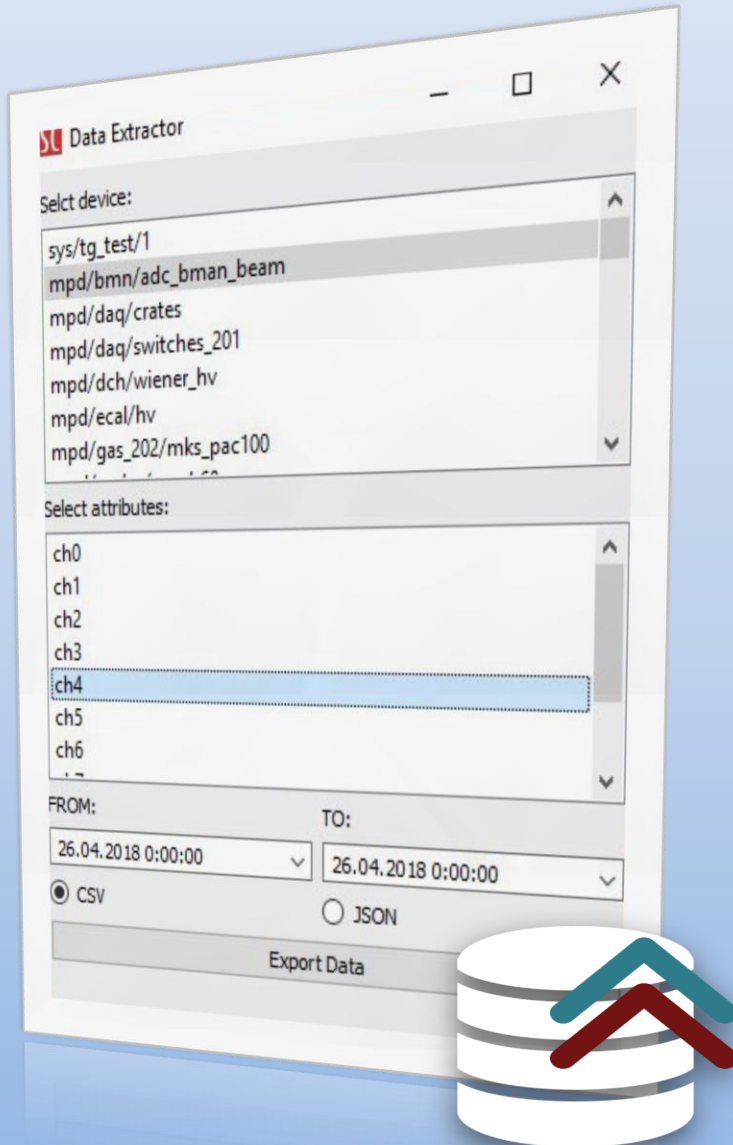 Data Extractor
Selct device:
sys/tg_test/1
mpd/bmn/adc_bman_beam
mpd/daq/crates
mpd/daq/switches_201
mpd/dch/wiener_hv
mpd/ecal/hv
mpd/gas_202/mks_pac100
Select attributes:
ch0
ch1
ch2
ch3
ch4
ch5
ch6
FROM:
TO:
26.04.2018 0:00:00
26.04.2018 0:00:00
CSV
JSON
Export Data